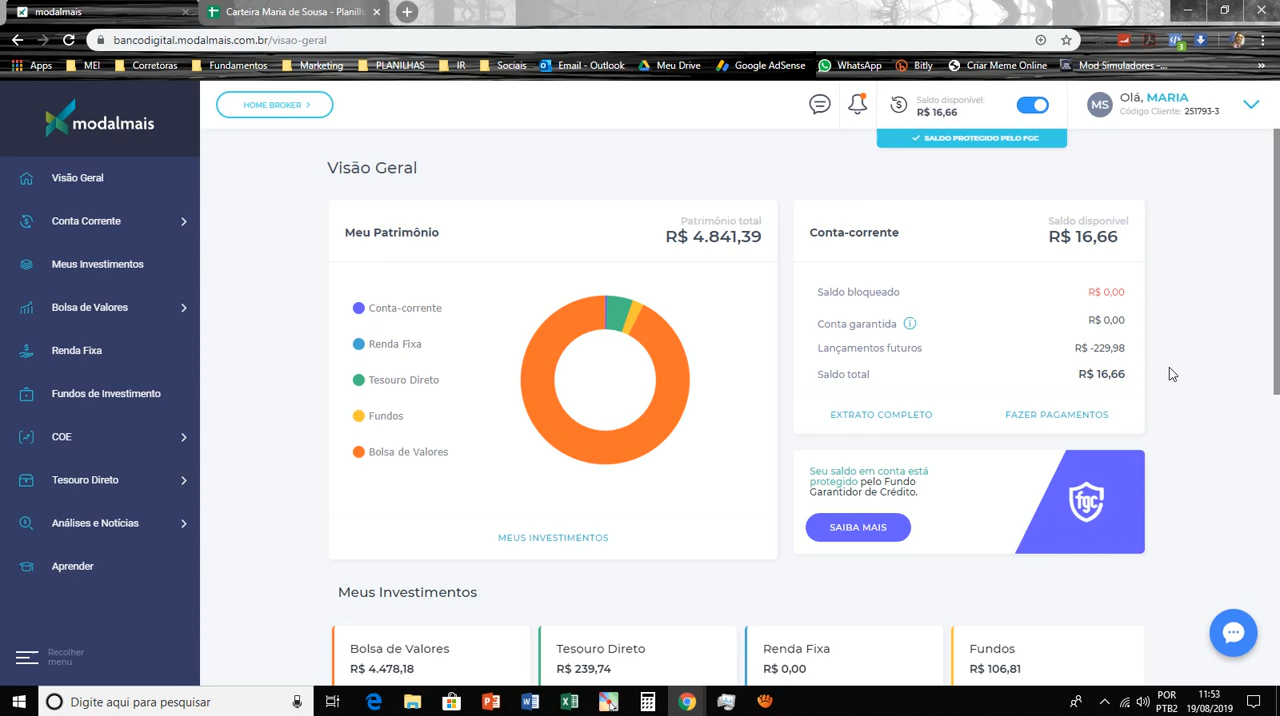 modalmais
Carteira Maria de Sousa - Planilhas
bancodigital.modalmais.com.br/visao-geral
Apps
MEI
Corretoras
Fundamentos
Marketing
PLANILHAS
IR
Sociais
Email - Outlook
Meu Drive
Google AdSense
WhatsApp
Bitly
Criar Meme Online
Mod Simuladores -...
»
modalmais
HOME BROKER >
Saldo disponível:
R$ 16,66
Olá, MARIA
MS
Código Cliente: 251793-3
SALDO PROTEGIDO PELO FGC
Visão Geral
Conta Corrente
Meus Investimentos
Bolsa de Valores
Renda Fixa
Fundos de Investimento
COE
Tesouro Direto
Análises e Notícias
Aprender
Recolher
menu
Visão Geral
Meu Patrimônio
Patrimônio total
R$ 4.841,39
Conta-corrente
Renda Fixa
Tesouro Direto
Fundos
Bolsa de Valores
MEUS INVESTIMENTOS
Conta-corrente
Saldo disponível
R$ 16,66
Saldo bloqueado R$ 0,00
Conta garantida R$ 0,00
Lançamentos futuros R$ -229,98
Saldo total R$ 16,66
EXTRATO COMPLETO FAZER PAGAMENTOS
Seu saldo em conta está
protegido pelo Fundo
Garantidor de Crédito.
SAIBA MAIS
fgc
Meus Investimentos
Bolsa de Valores
R$ 4.478,18
Tesouro Direto
R$ 239,74
Renda Fixa
R$ 0,00
Fundos
R$ 106,81
Digite aqui para pesquisar
POR
PTB2
11:53
19/08/2019